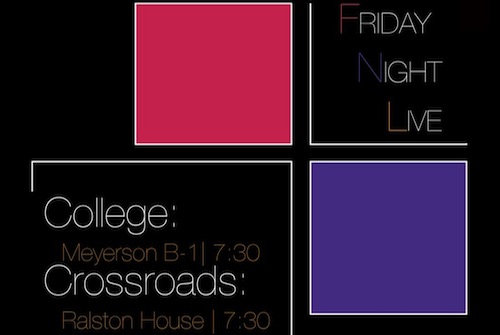 FRIDAY
NIGHT
LIVE
College:
Meyerson B-1| 7:30
Crossroads:
Ralston House | 7:30